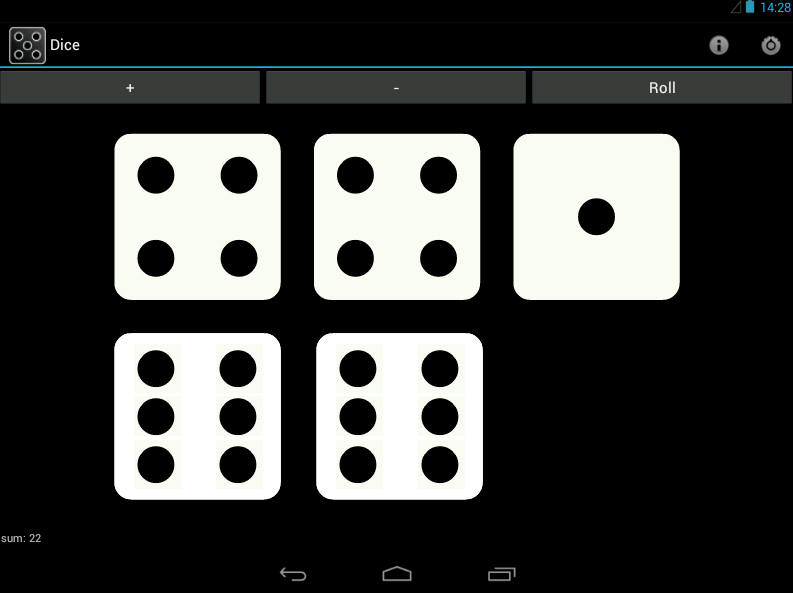 14:28
Dice
+ - Roll
sum: 22